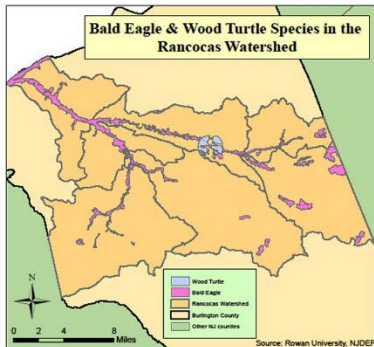 Bald Eagle & Wood Turtle Species in the
Rancocas Watershed
Wood Turtle
Bald Eagle
Rancocas Watershed
Burlington County
Other NJ counties
N
0 2 4 8
Miles
Source: Rowan University, NJDEP